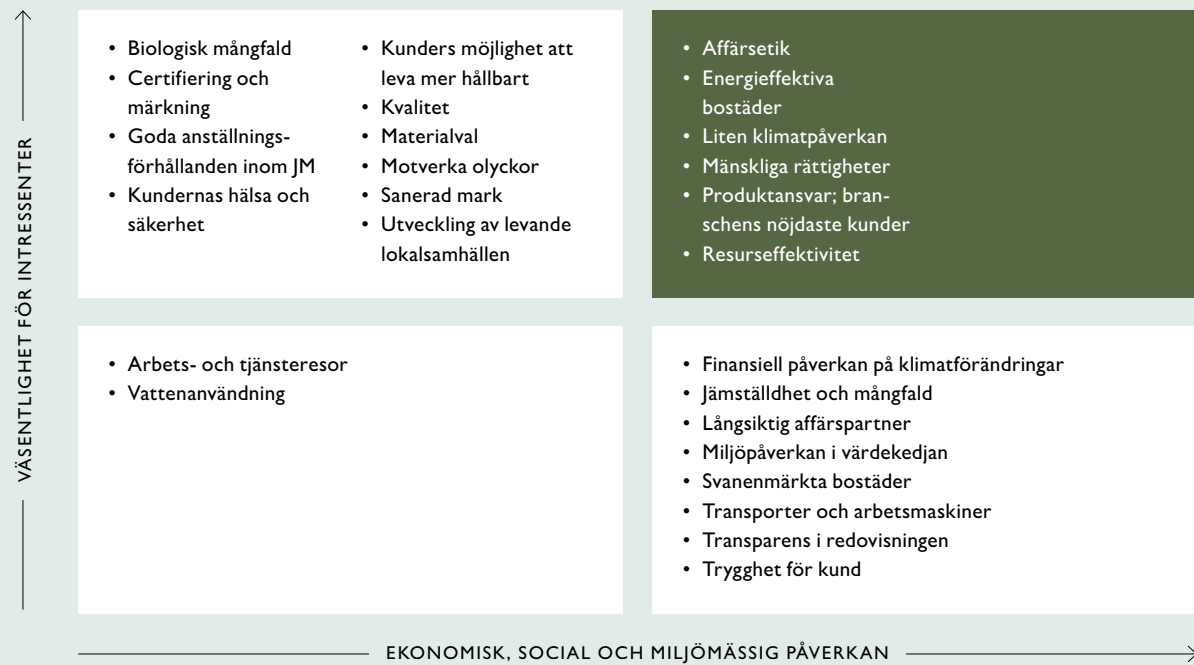 VÄSENTLIGHET FÖR INTRESSENTER
• Biologisk mångfald
• Certifiering och
märkning
• Goda anställnings-
förhållanden inom JM
• Kundernas hälsa och
säkerhet
• Kunders möjlighet att
leva mer hållbart
• Kvalitet
• Materialval
• Motverka olyckor
• Sanerad mark
• Utveckling av levande
lokalsamhällen
• Affärsetik
• Energieffektiva
bostäder
• Liten klimatpåverkan
• Mänskliga rättigheter
• Produktansvar; bran-
schens nöjdaste kunder
• Resurseffektivitet
• Arbets- och tjänsteresor
• Vattenanvändning
• Finansiell påverkan på klimatförändringar
• Jämställdhet och mångfald
• Långsiktig affärspartner
• Miljöpåverkan i värdekedjan
• Svanenmärkta bostäder
• Transporter och arbetsmaskiner
• Transparens i redovisningen
• Trygghet för kund
EKONOMISK, SOCIAL OCH MILJÖMÄSSIG PÅVERKAN